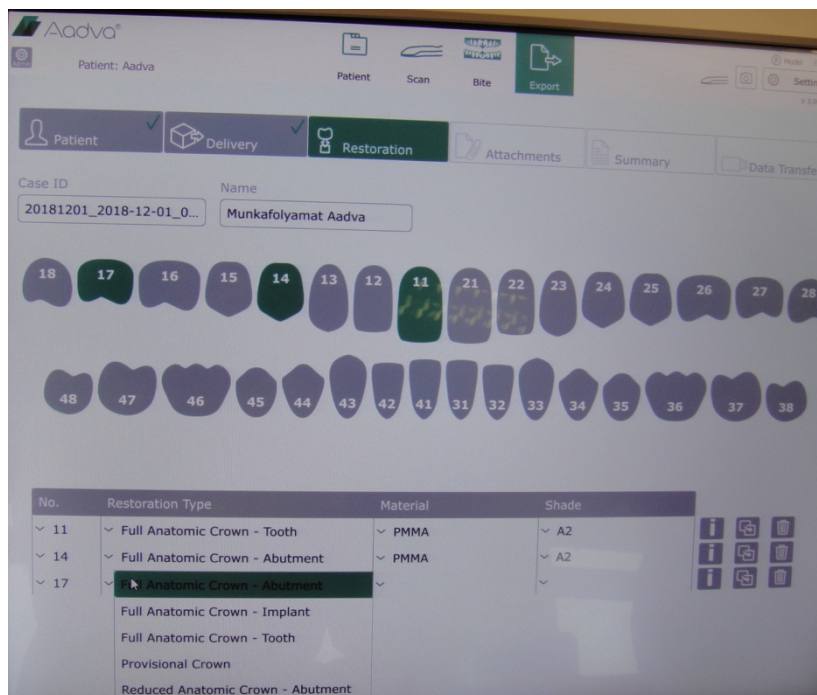 Aadva®
Patient: Aadva
Patient
Scan
Bite
Export
Model
Settin
Patient
Delivery
Restoration
Attachments
Summary
Data Transfe
Case ID
Name
20181201_2018-12-01_0...
Munkafolyamat Aadva
18 17 16 15 14 13 12 11 21 22 23 24 25 26 27 28
48 47 46 45 44 43 42 41 31 32 33 34 35 36 37 38
No. Restoration Type Material Shade
11 Full Anatomic Crown - Tooth PMMA A2
14 Full Anatomic Crown - Abutment PMMA A2
17 Full Anatomic Crown - Abutment
Full Anatomic Crown - Implant
Full Anatomic Crown - Tooth
Provisional Crown
Reduced Anatomic Crown - Abutment